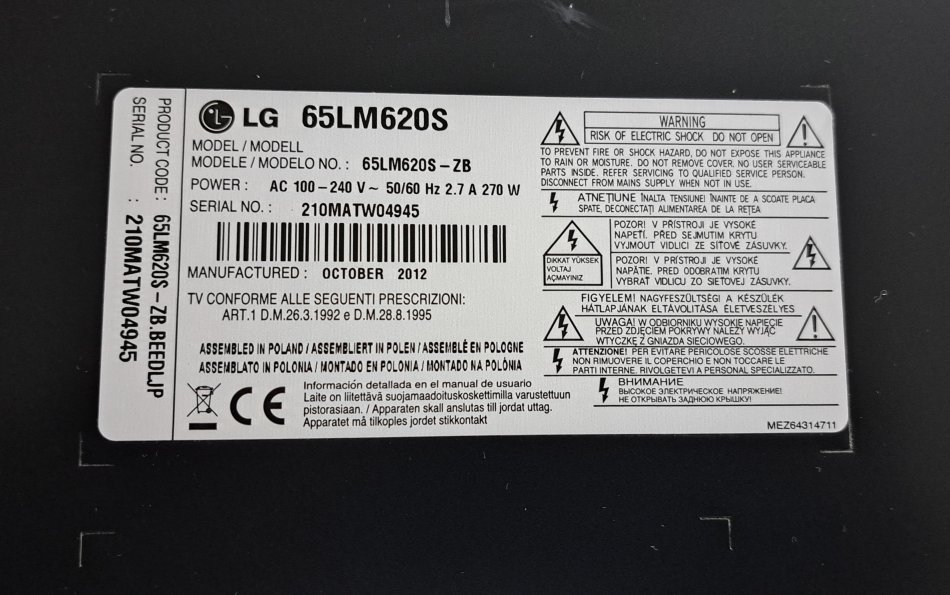 PRODUCT CODE : 65LM620S-ZB.BEEDLJP
SERIAL NO. : 210MATW04945
LG 65LM620S
MODEL / MODELL
MODELE / MODELO NO. : 65LM620S-ZB
POWER : AC 100-240 V ~ 50/60 Hz 2.7 A 270 W
SERIAL NO. : 210MATW04945
MANUFACTURED : OCTOBER 2012
TV CONFORME ALLE SEGUENTI PRESCRIZIONI:
ART.1 D.M.26.3.1992 e D.M.28.8.1995
ASSEMBLED IN POLAND / ASSEMBLIERT IN POLEN / ASSEMBLÈ EN POLOGNE
ASSEMBLATO IN POLONIA / MONTADO EN POLONIA / MONTADO NA POLÓNIA
CE
Información detallada en el manual de usuario
Laite on liitettävä suojamaadoituskoskettimilla varustettuun
pistorasiaan. / Apparaten skall anslutas till jordat uttag.
Apparatet må tilkoples jordet stikkontakt
WARNING
RISK OF ELECTRIC SHOCK DO NOT OPEN
TO PREVENT FIRE OR SHOCK HAZARD, DO NOT EXPOSE THIS APPLIANCE
TO RAIN OR MOISTURE. DO NOT REMOVE COVER. NO USER SERVICEABLE
PARTS INSIDE. REFER SERVICING TO QUALIFIED SERVICE PERSON.
DISCONNECT FROM MAINS SUPPLY WHEN NOT IN USE.
ATNEȚIUNE ÎNALTA TENSIUNE! ÎNAINTE DE A SCOATE PLACA
SPATE, DECONECTAȚI ALIMENTAREA DE LA REȚEA
DIKKAT YÜKSEK
VOLTAJ
AÇMAYINIZ
POZOR! V PŘÍSTROJI JE VYSOKÉ
NAPETÍ. PŘED SEJMUTIM KRYTU
VYJMOUT VIDLICI ZE SÍŤOVÉ ZÁSUVKY.
POZOR! V PRÍSTROJI JE VYSOKÉ
NAPÄTIE. PRED ODOBRATIM KRYTU
VYBRAŤ VIDLICU ZO SIEŤOVEJ ZÁSUVKY.
FIGYELEM! NAGYFESZÜLTSÉG! A KÉSZÜLÉK
HÁTLAPJÁNAK ELTÁVOLITÁSA ÉLETVESZÉLYES
UWAGA! W ODBIORNIKU WYSOKIE NAPIĘCIE
PRZED ZDJĘCIEM POKRYWY NALEŻY WYJĄĆ
WTYCZKĘ Z GNIAZDA SIECIOWEGO.
ATTENZIONE! PER EVITARE PERICOLOSE SCOSSE ELETTRICHE
NON RIMUOVERE IL COPERCHIO E NON TOCCARE LE
PARTI INTERNE. RIVOLGETEVI A PERSONAL SPECIALIZZATO.
ВНИМАНИЕ
ВЫСОКОЕ ЭЛЕКТРИЧЕСКОЕ НАПРЯЖЕНИЕ!
НЕ ОТКРЫВАТЬ ЗАДНЮЮ КРЫШКУ!
MEZ64314711